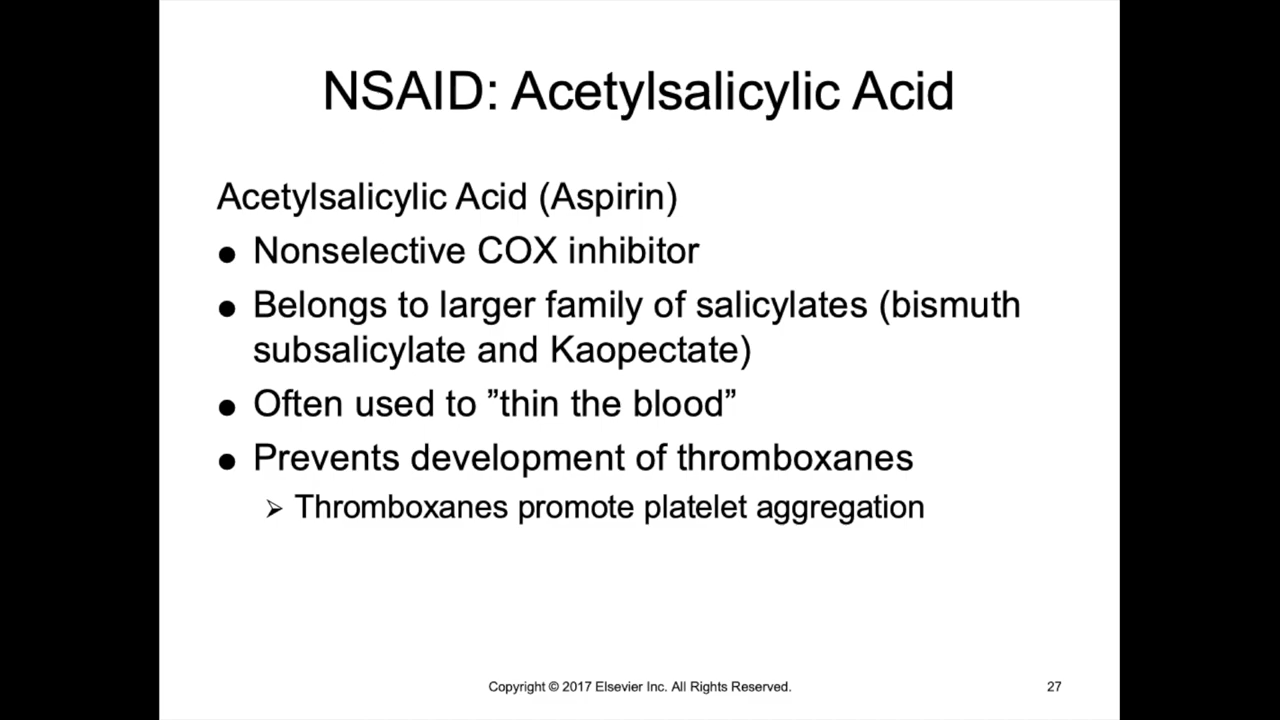 NSAID: Acetylsalicylic Acid
Acetylsalicylic Acid (Aspirin)
● Nonselective COX inhibitor
● Belongs to larger family of salicylates (bismuth
subsalicylate and Kaopectate)
● Often used to ”thin the blood”
● Prevents development of thromboxanes
➢ Thromboxanes promote platelet aggregation
Copyright © 2017 Elsevier Inc. All Rights Reserved.
27